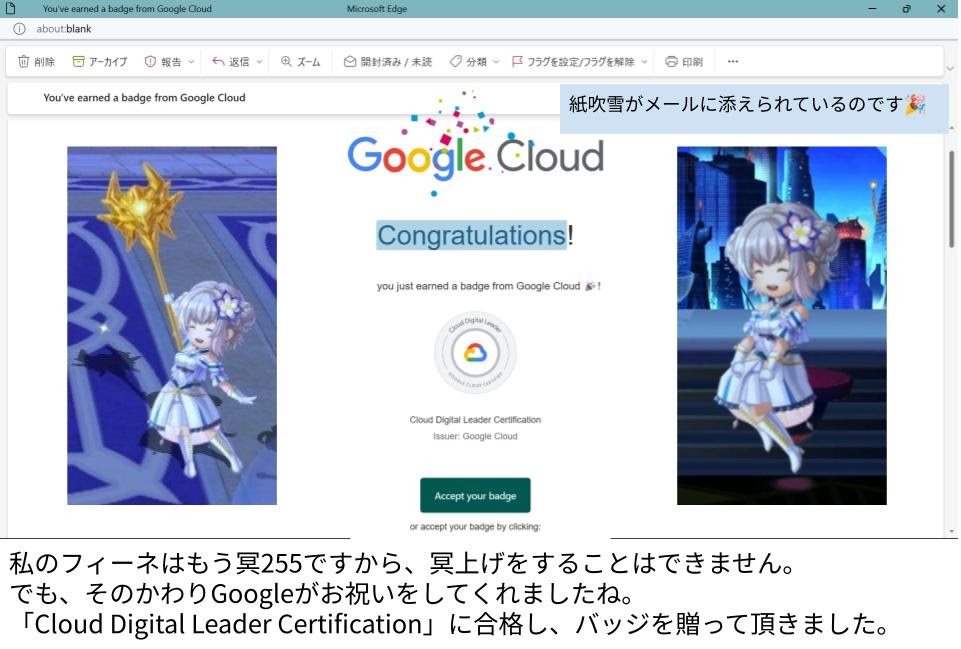 You've earned a badge from Google Cloud
Microsoft Edge
about:blank
削除 アーカイブ 報告 返信 ズーム 開封済み / 未読 分類 フラグを設定/フラグを解除 印刷 ...
You've earned a badge from Google Cloud
紙吹雪がメールに添えられているのです🎉
Google Cloud
Congratulations!
you just earned a badge from Google Cloud 🎉 !
Cloud Digital Leader
GOOGLE CLOUD CERTIFIED
Cloud Digital Leader Certification
Issuer: Google Cloud
Accept your badge
or accept your badge by clicking:
私のフィーネはもう冥255ですから、冥上げをすることはできません。
でも、そのかわりGoogleがお祝いをしてくれましたね。
「Cloud Digital Leader Certification」に合格し、バッジを贈って頂きました。